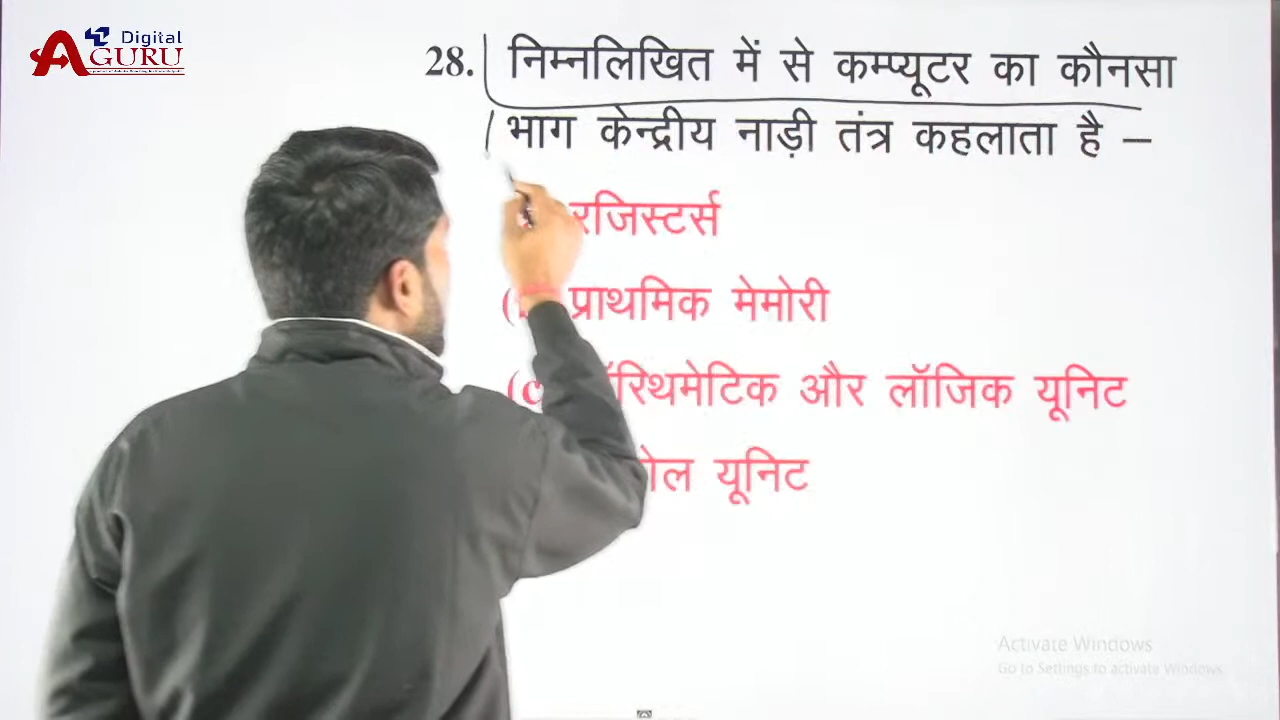 Digital
GURU
28. निम्नलिखित में से कम्प्यूटर का कौनसा
भाग केन्द्रीय नाड़ी तंत्र कहलाता है –
रजिस्टर्स
प्राथमिक मेमोरी
(c और लॉजिक यूनिट
यूनिट
Activate Windows
Go to Settings to activate Windows.